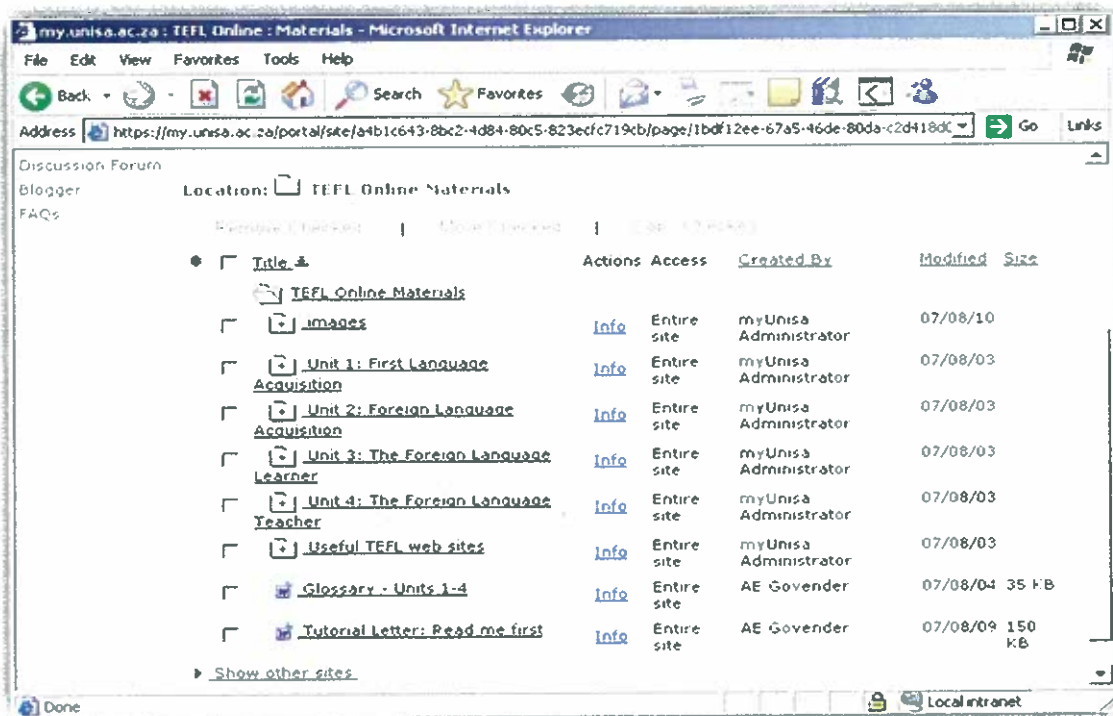 my.unisa.ac.za : TEFL Online : Materials - Microsoft Internet Explorer
File Edit View Favorites Tools Help
Back Search Favorites
Address https://my.unisa.ac.za/portal/site/a4b1c643-8bc2-4d84-80c5-823ecfc719cb/page/1bdf12ee-67a5-46de-80da-c2d418d0 Go Links
Discussion Forum
Blogger
FAQs
Location: TEFL Online Materials
Remove Checked | Move Checked | Copy Checked
Title Actions Access Created By Modified Size
TEFL Online Materials
images Info Entire site myUnisa Administrator 07/08/10
Unit 1: First Language Acquisition Info Entire site myUnisa Administrator 07/08/03
Unit 2: Foreign Language Acquisition Info Entire site myUnisa Administrator 07/08/03
Unit 3: The Foreign Language Learner Info Entire site myUnisa Administrator 07/08/03
Unit 4: The Foreign Language Teacher Info Entire site myUnisa Administrator 07/08/03
Useful TEFL web sites Info Entire site myUnisa Administrator 07/08/03
Glossary - Units 1-4 Info Entire site AE Govender 07/08/04 35 KB
Tutorial Letter: Read me first Info Entire site AE Govender 07/08/09 150 KB
Show other sites
Done Local intranet